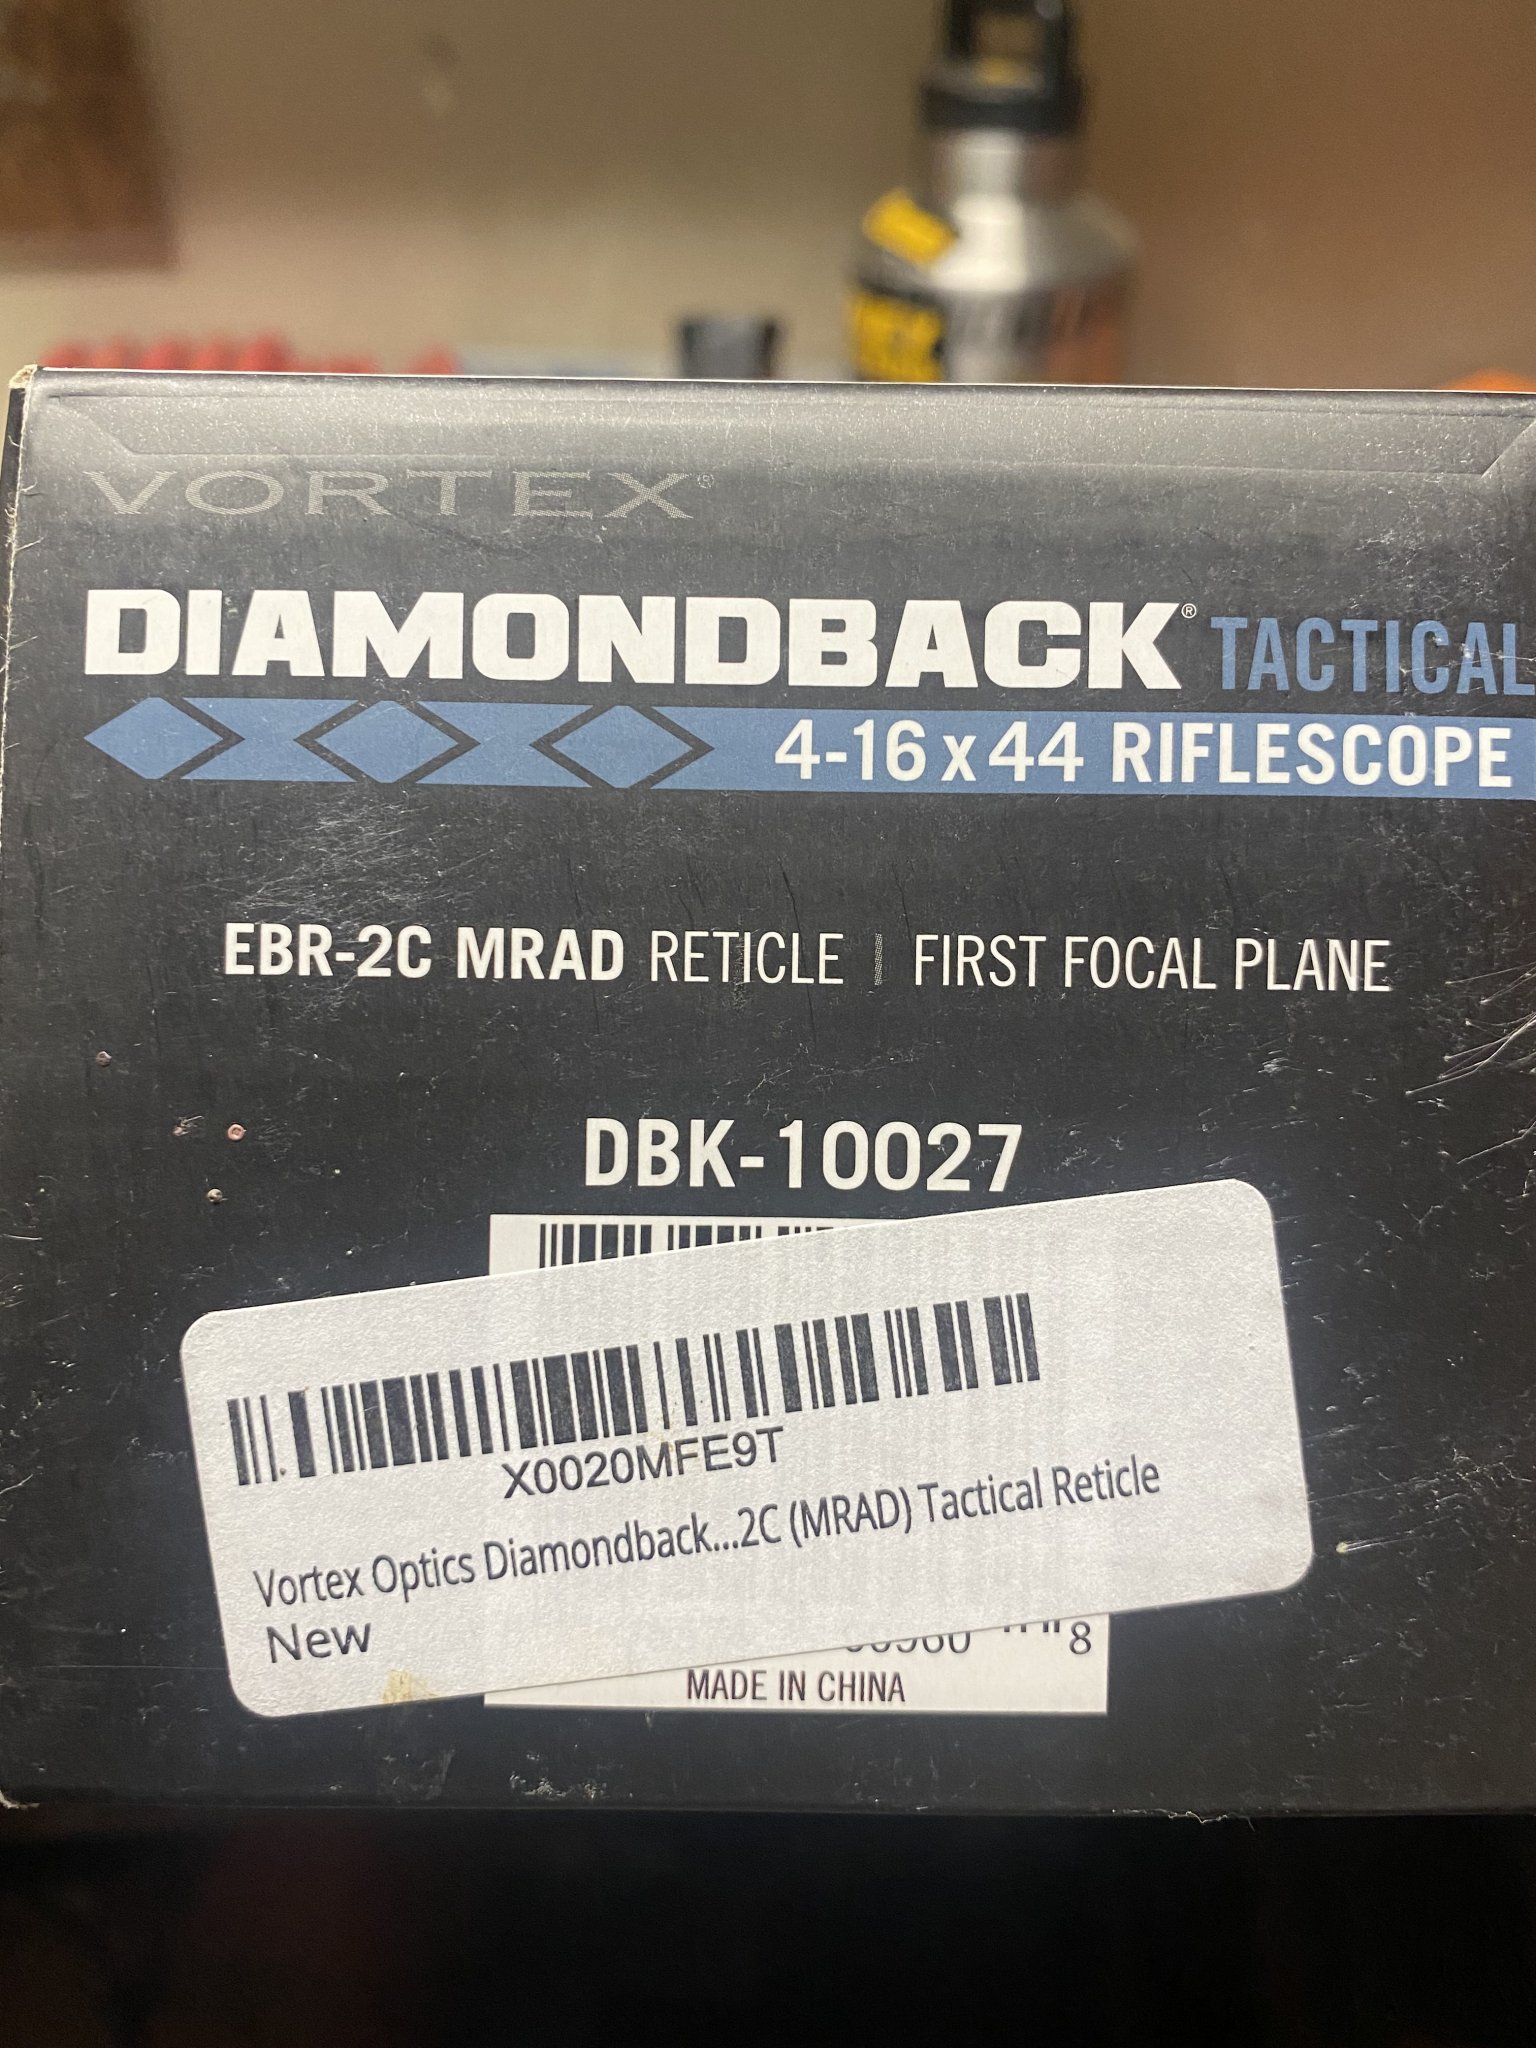 VORTEX®
DIAMONDBACK® TACTICAL
4-16x44 RIFLESCOPE
EBR-2C MRAD RETICLE | FIRST FOCAL PLANE
DBK-10027
X0020MFE9T
Vortex Optics Diamondback...2C (MRAD) Tactical Reticle
New
8
MADE IN CHINA